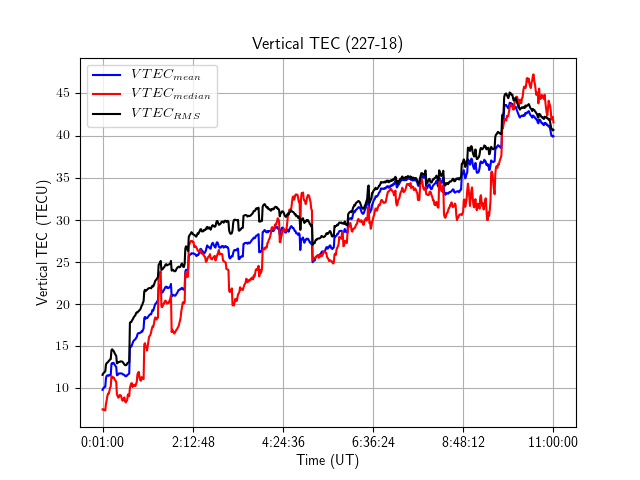 Vertical TEC (227-18)
VTEC_mean
VTEC_median
VTEC_RMS
45
40
35
30
25
20
15
10
Vertical TEC (TECU)
0:01:00 2:12:48 4:24:36 6:36:24 8:48:12 11:00:00
Time (UT)